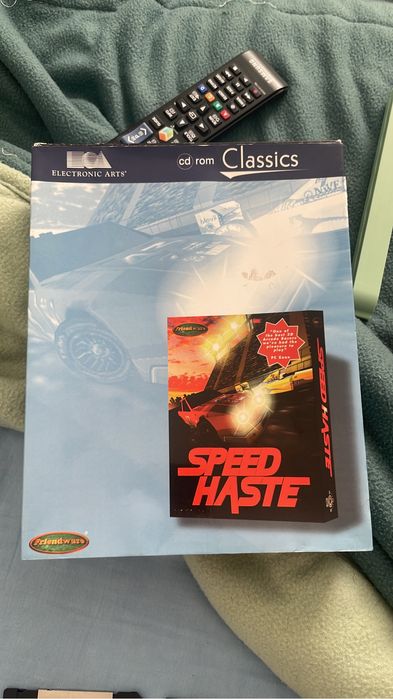 ELECTRONIC ARTS®
cd rom Classics
Friendware
"One of
the best 3D
Arcade Racers
we've had the
pleasure to
play"
PC Zone
SPEED
HASTE
SPEED HASTE
Friendware
SAMSUNG